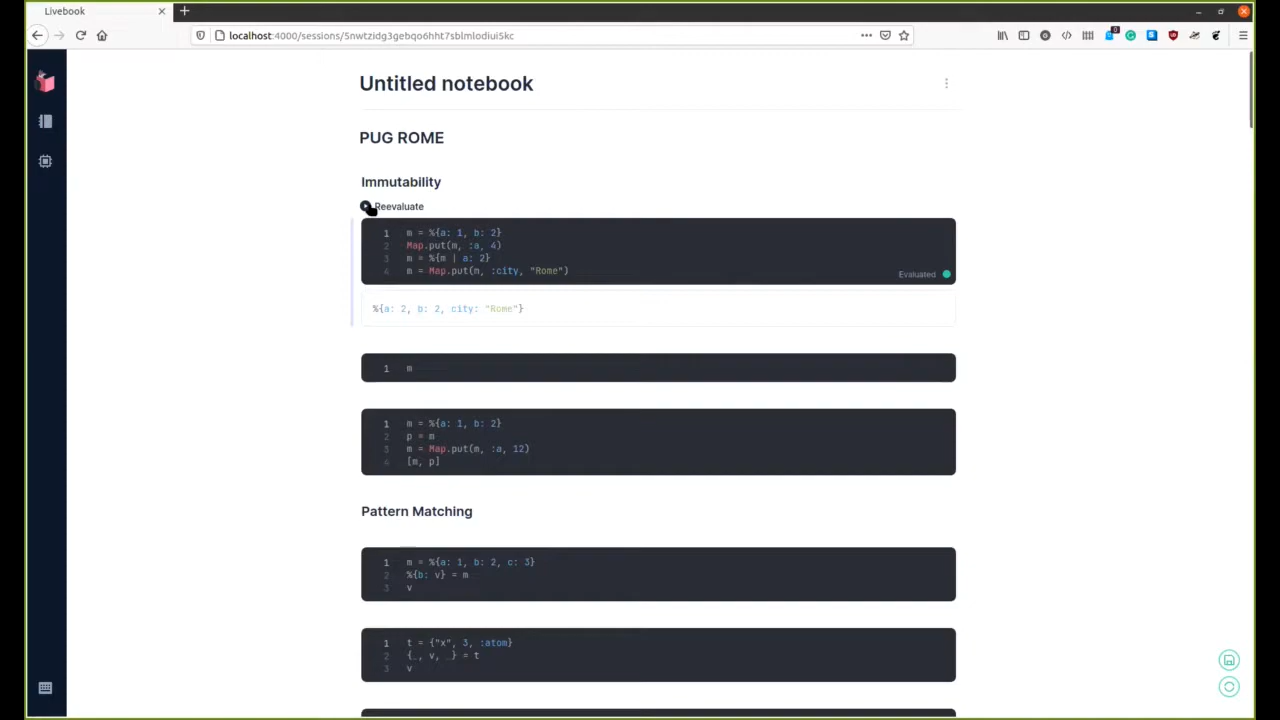 Livebook
localhost:4000/sessions/5nwtzidg3gebqo6hht7sblmlodiui5kc
Untitled notebook
PUG ROME
Immutability
Reevaluate
1 m = %{a: 1, b: 2}
2 Map.put(m, :a, 4)
3 m = %{m | a: 2}
4 m = Map.put(m, :city, "Rome")
Evaluated
%{a: 2, b: 2, city: "Rome"}
1 m
1 m = %{a: 1, b: 2}
2 p = m
3 m = Map.put(m, :a, 12)
4 [m, p]
Pattern Matching
1 m = %{a: 1, b: 2, c: 3}
2 %{b: v} = m
3 v
1 t = {"x", 3, :atom}
2 {_, v, _} = t
3 v